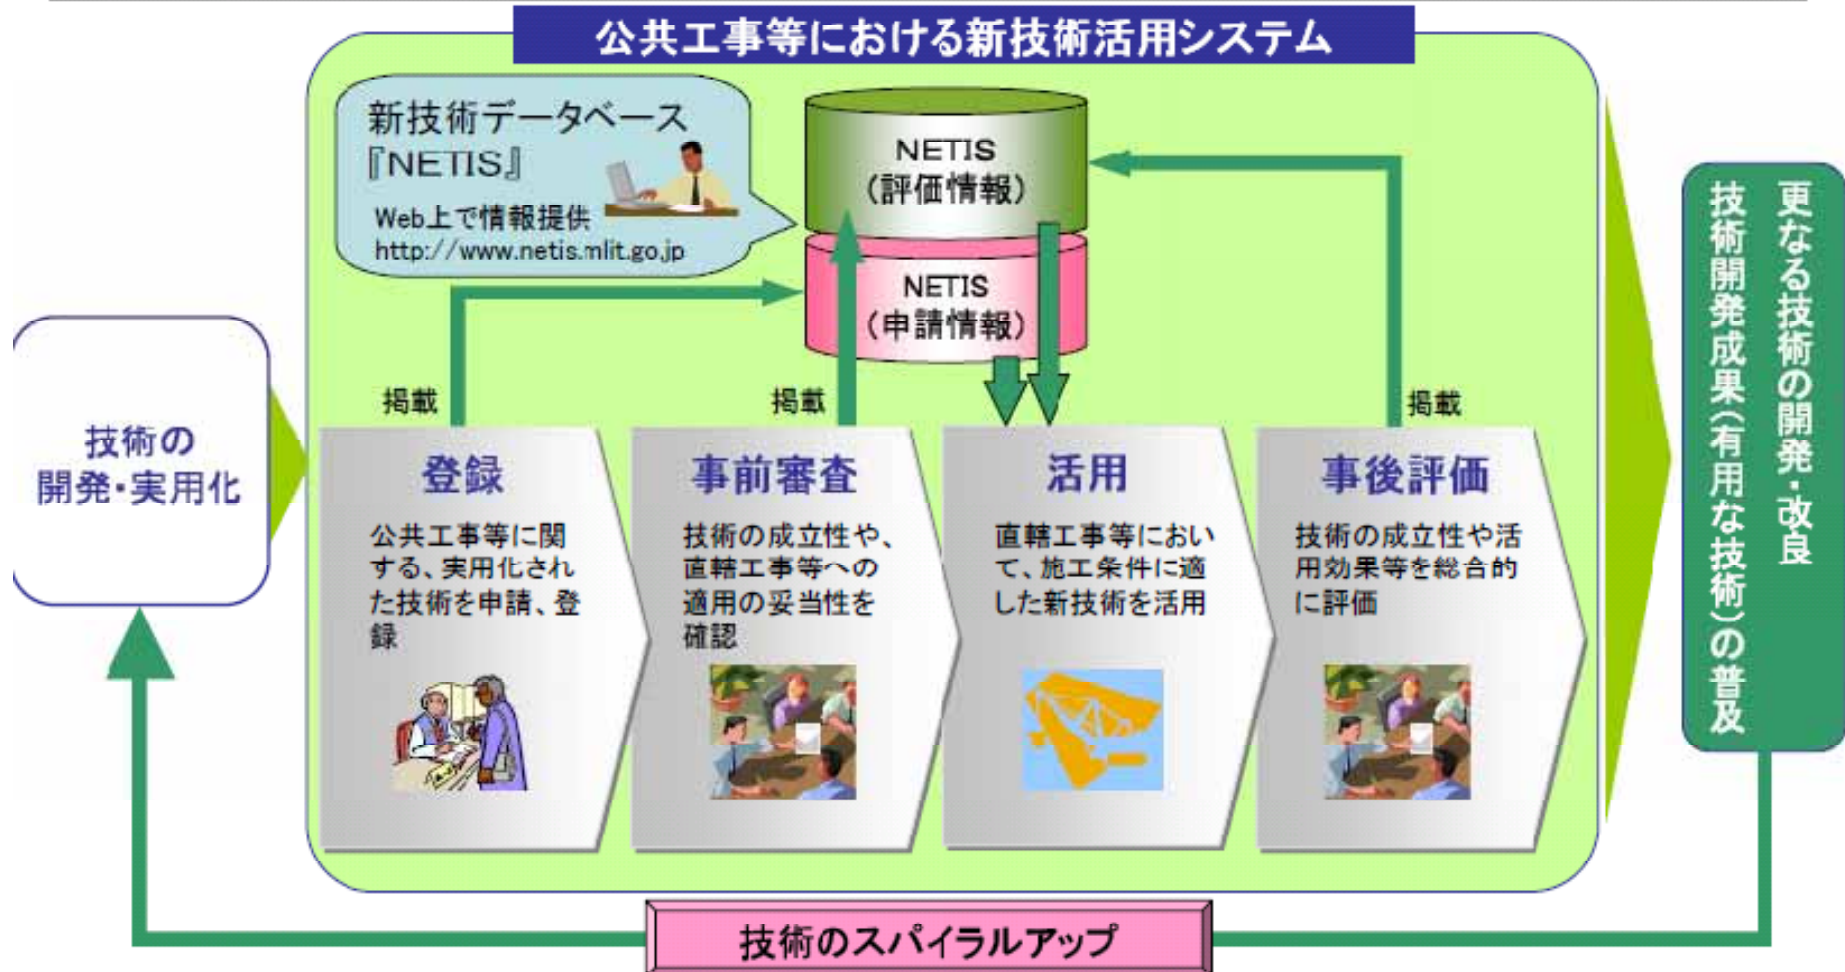 公共工事等における新技術活用システム
新技術データベース
『NETIS』
Web上で情報提供
http://www.netis.mlit.go.jp
NETIS
(評価情報)
NETIS
(申請情報)
掲載
掲載
掲載
技術の
開発・実用化
登録
公共工事等に関
する、実用化され
た技術を申請、登
録
事前審査
技術の成立性や、
直轄工事等への
適用の妥当性を
確認
活用
直轄工事等におい
て、施工条件に適
した新技術を活用
事後評価
技術の成立性や活
用効果等を総合的
に評価
更なる技術の開発・改良
技術開発成果(有用な技術)の普及
技術のスパイラルアップ